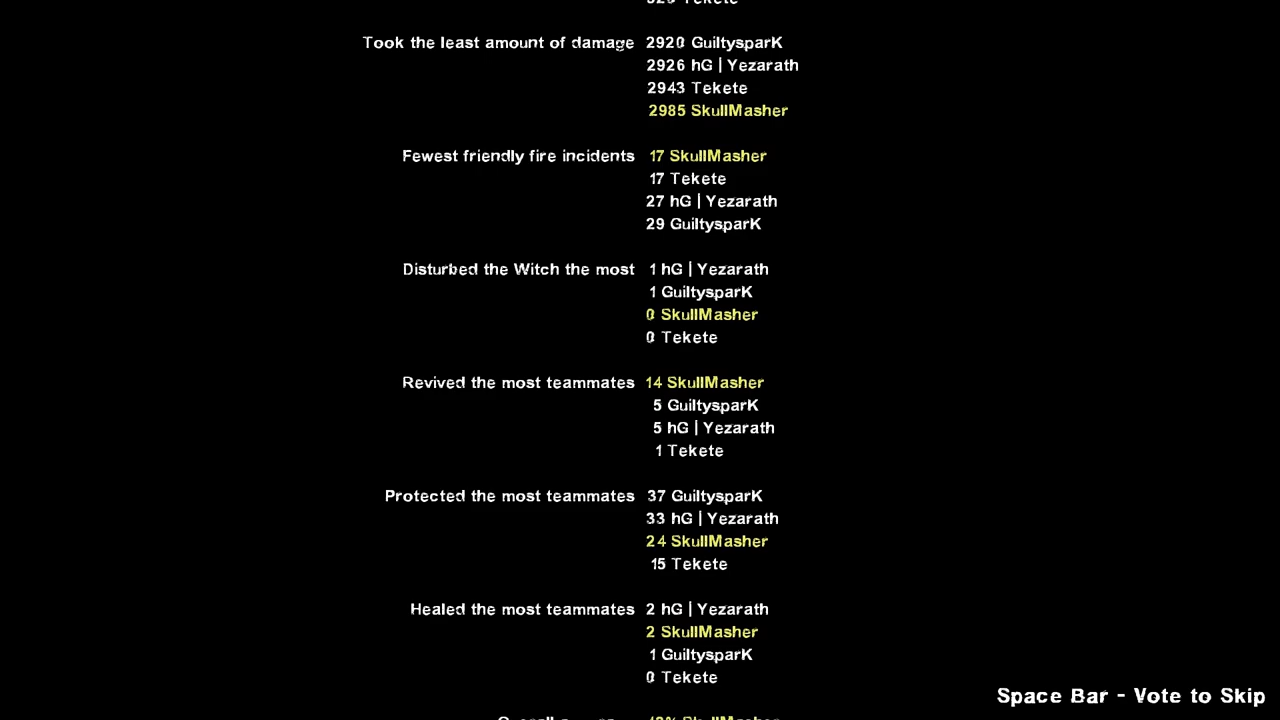 Took the least amount of damage 2920 GuiltysparK
2926 hG | Yezarath
2943 Tekete
2985 SkullMasher
Fewest friendly fire incidents 17 SkullMasher
17 Tekete
27 hG | Yezarath
29 GuiltysparK
Disturbed the Witch the most 1 hG | Yezarath
1 GuiltysparK
0 SkullMasher
0 Tekete
Revived the most teammates 14 SkullMasher
5 GuiltysparK
5 hG | Yezarath
1 Tekete
Protected the most teammates 37 GuiltysparK
33 hG | Yezarath
24 SkullMasher
15 Tekete
Healed the most teammates 2 hG | Yezarath
2 SkullMasher
1 GuiltysparK
0 Tekete
Space Bar - Vote to Skip